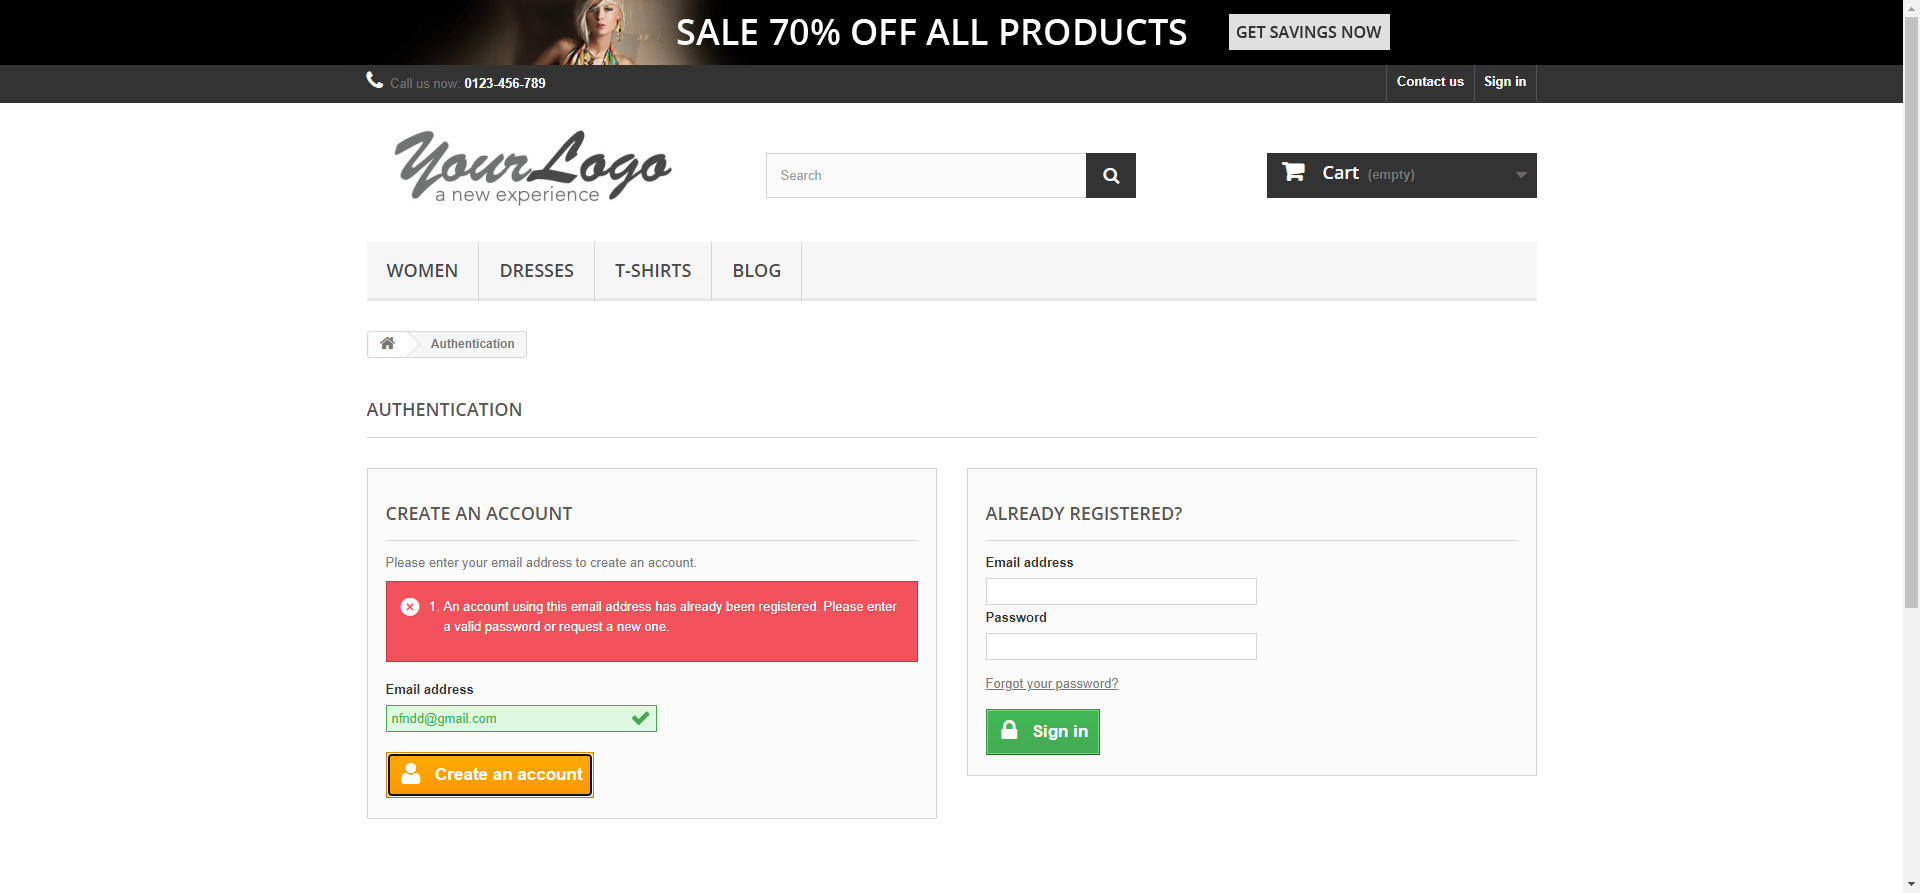 SALE 70% OFF ALL PRODUCTS GET SAVINGS NOW
Call us now: 0123-456-789 Contact us Sign in
YourLogo
a new experience
Search
Cart (empty)
WOMEN DRESSES T-SHIRTS BLOG
Authentication
AUTHENTICATION
CREATE AN ACCOUNT
Please enter your email address to create an account.
1. An account using this email address has already been registered. Please enter
a valid password or request a new one.
Email address
nfndd@gmail.com
Create an account
ALREADY REGISTERED?
Email address
Password
Forgot your password?
Sign in